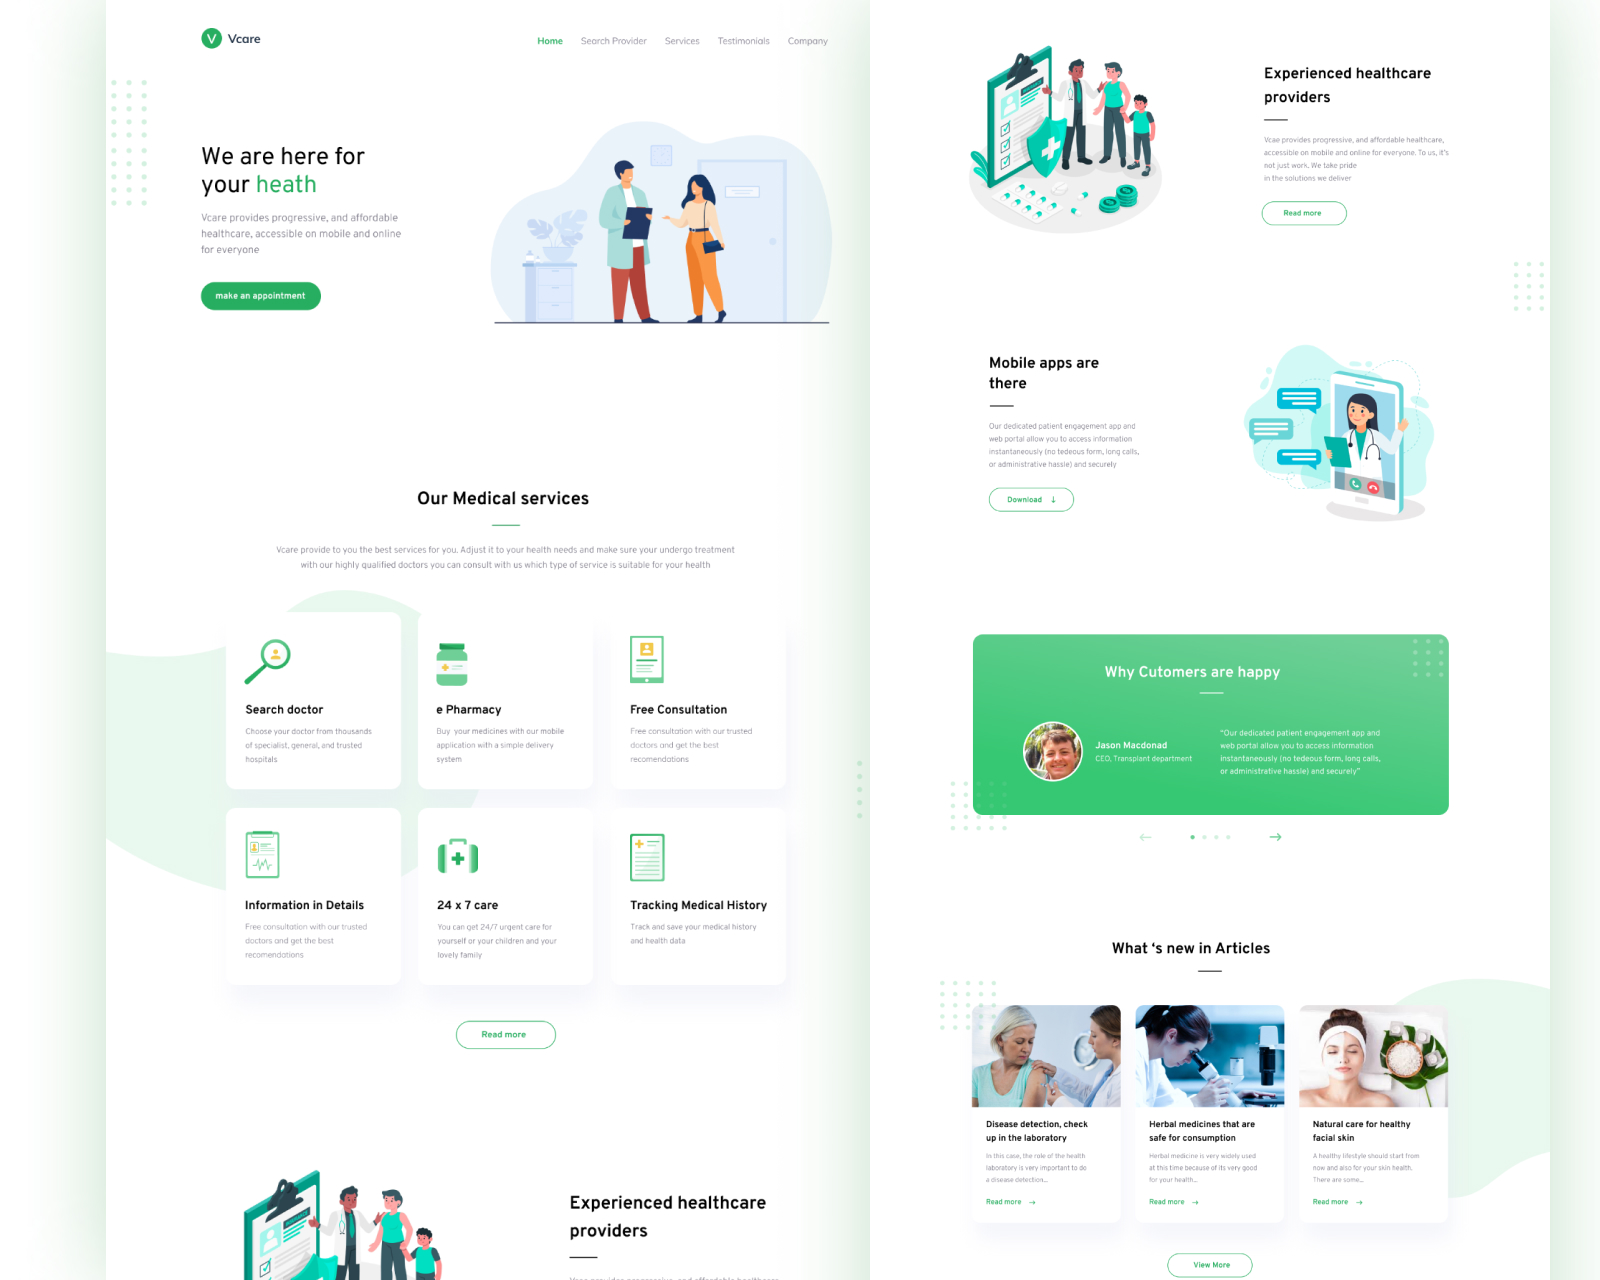 Vcare
Home Search Provider Services Testimonials Company
We are here for
your heath
Vcare provides progressive, and affordable
healthcare, accessible on mobile and online
for everyone
make an appointment
Our Medical services
Vcare provide to you the best services for you. Adjust it to your health needs and make sure your undergo treatment
with our highly qualified doctors you can consult with us which type of service is suitable for your health
Search doctor
Choose your doctor from thousands
of specialist, general, and trusted
hospitals
e Pharmacy
Buy your medicines with our mobile
application with a simple delivery
system
Free Consultation
Free consultation with our trusted
doctors and get the best
recomendations
Information in Details
Free consultation with our trusted
doctors and get the best
recomendations
24 x 7 care
You can get 24/7 urgent care for
yourself or your children and your
lovely family
Tracking Medical History
Track and save your medical history
and health data
Read more
Experienced healthcare
providers
Experienced healthcare
providers
Vcae provides progressive, and affordable healthcare,
accessible on mobile and online for everyone. To us, it's
not just work. We take pride
in the solutions we deliver
Read more
Mobile apps are
there
Our dedicated patient engagement app and
web portal allow you to access information
instantaneously (no tedeous form, long calls,
or administrative hassle) and securely
Download ↓
Why Cutomers are happy
Jason Macdonad
CEO, Transplant department
"Our dedicated patient engagement app and
web portal allow you to access information
instantaneously (no tedeous form, long calls,
or administrative hassle) and securely"
What ‘s new in Articles
Disease detection, check
up in the laboratory
In this case, the role of the health
laboratory is very important to do
a disease detection...
Read more →
Herbal medicines that are
safe for consumption
Herbal medicine is very widely used
at this time because of its very good
for your health...
Read more →
Natural care for healthy
facial skin
A healthy lifestyle should start from
now and also for your skin health.
There are some...
Read more →
View More